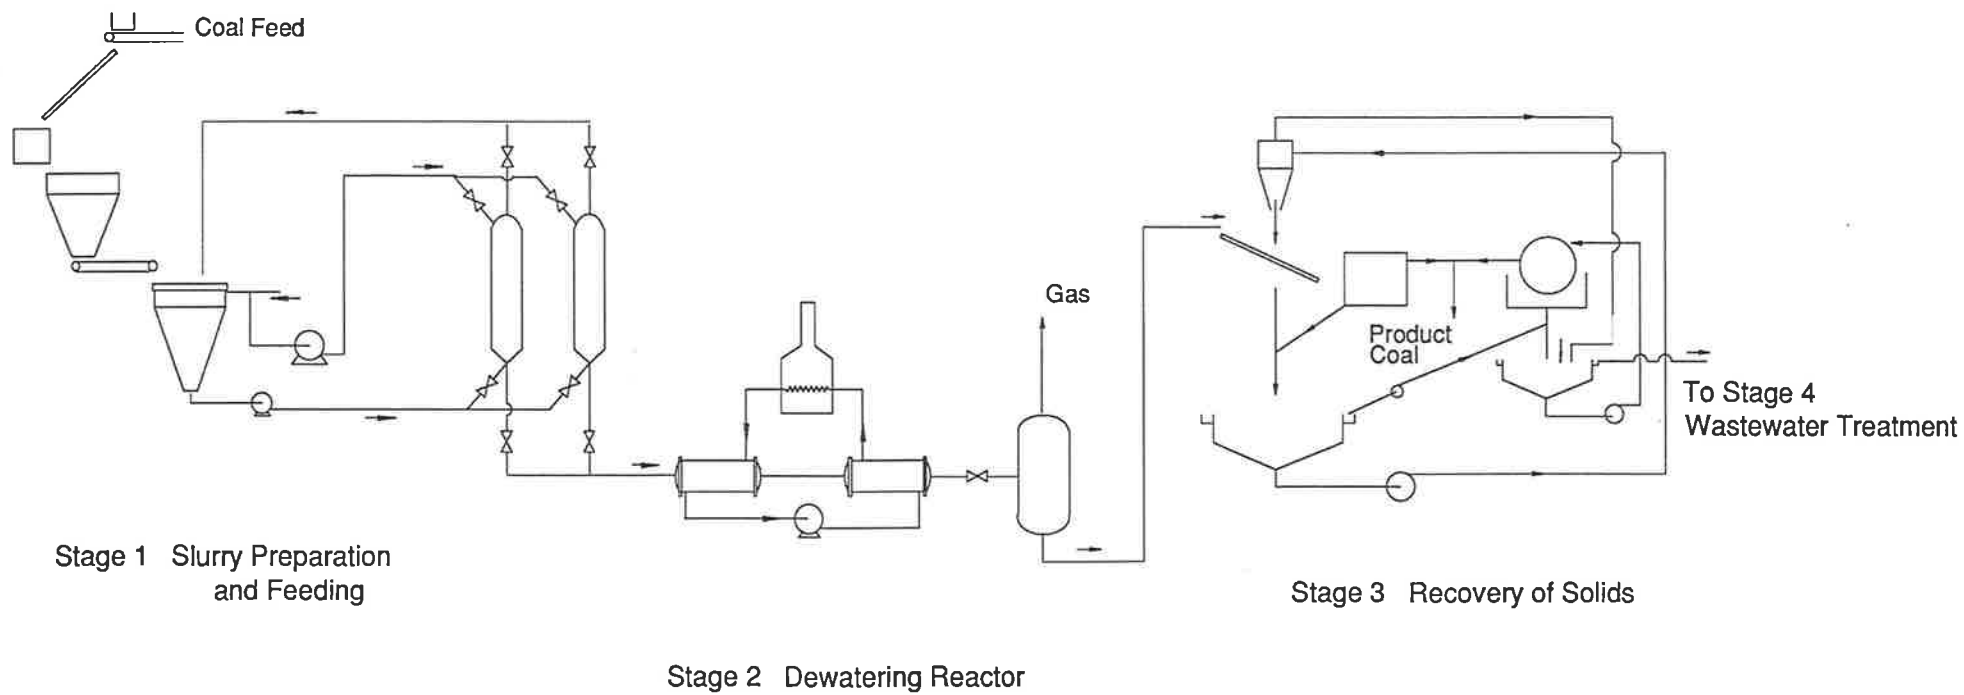 Coal Feed
Gas
Product
Coal
To Stage 4
Wastewater Treatment
Stage 1 Slurry Preparation
and Feeding
Stage 3 Recovery of Solids
Stage 2 Dewatering Reactor